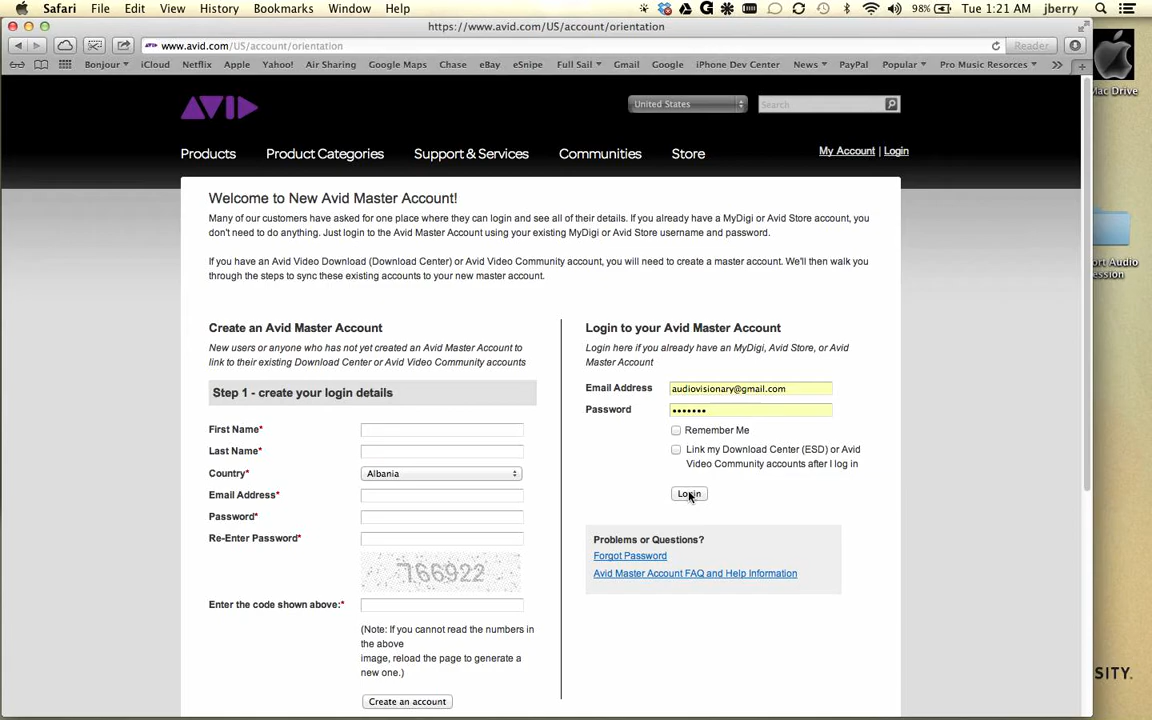 Safari File Edit View History Bookmarks Window Help 98% Tue 1:21 AM jberry
https://www.avid.com/US/account/orientation
www.avid.com/US/account/orientation Reader
Bonjour iCloud Netflix Apple Yahoo! Air Sharing Google Maps Chase eBay eSnipe Full Sail Gmail Google iPhone Dev Center News PayPal Popular Pro Music Resorces
Mac Drive
AVID
United States
Search
Products Product Categories Support & Services Communities Store
My Account | Login
Welcome to New Avid Master Account!
Many of our customers have asked for one place where they can login and see all of their details. If you already have a MyDigi or Avid Store account, you
don't need to do anything. Just login to the Avid Master Account using your existing MyDigi or Avid Store username and password.
If you have an Avid Video Download (Download Center) or Avid Video Community account, you will need to create a master account. We'll then walk you
through the steps to sync these existing accounts to your new master account.
ort Audio
ession
Create an Avid Master Account
New users or anyone who has not yet created an Avid Master Account to
link to their existing Download Center or Avid Video Community accounts
Step 1 - create your login details
First Name*
Last Name*
Country* Albania
Email Address*
Password*
Re-Enter Password*
766922
Enter the code shown above:*
(Note: If you cannot read the numbers in
the above
image, reload the page to generate a
new one.)
Create an account
Login to your Avid Master Account
Login here if you already have an MyDigi, Avid Store, or Avid
Master Account
Email Address audiovisionary@gmail.com
Password •••••••
Remember Me
Link my Download Center (ESD) or Avid
Video Community accounts after I log in
Login
Problems or Questions?
Forgot Password
Avid Master Account FAQ and Help Information
SITY.